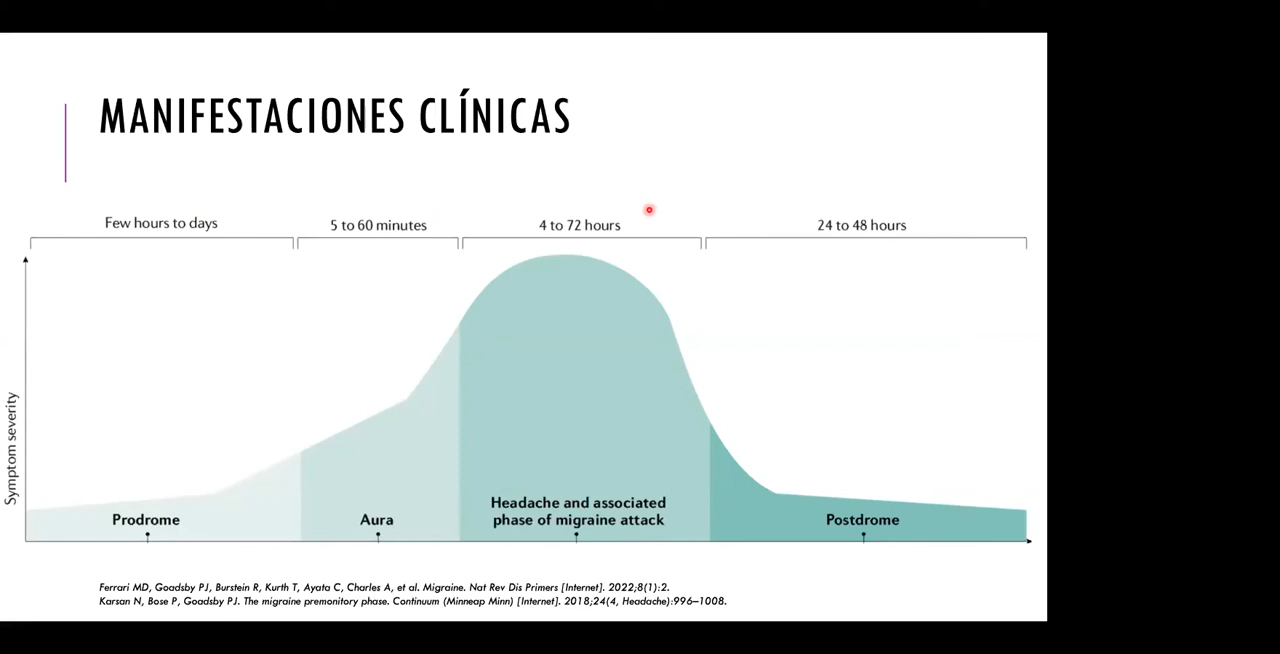 MANIFESTACIONES CLÍNICAS
Few hours to days
5 to 60 minutes
4 to 72 hours
24 to 48 hours
Symptom severity
Prodrome
Aura
Headache and associated
phase of migraine attack
Postdrome
Ferrari MD, Goadsby PJ, Burstein R, Kurth T, Ayata C, Charles A, et al. Migraine. Nat Rev Dis Primers [Internet]. 2022;8(1):2.
Karsan N, Bose P, Goadsby PJ. The migraine premonitory phase. Continuum (Minneap Minn) [Internet]. 2018;24(4, Headache):996–1008.